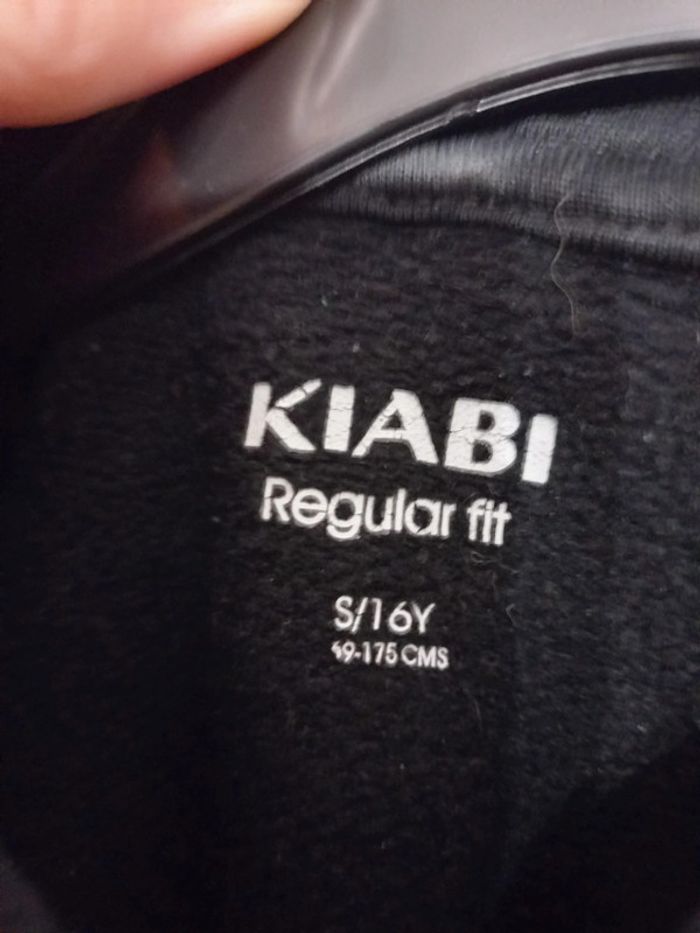 KIABI
Regular fit
S/16Y
69-175 CMS